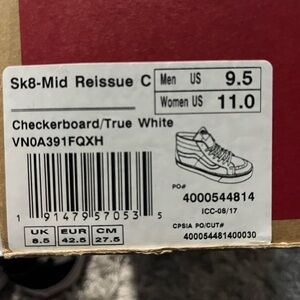 Sk8-Mid Reissue C
Men US 9.5
Women US 11.0
Checkerboard/True White
VN0A391FQXH
PO#
4000544814
ICC-08/17
1 91479 57053 5
CPSIA PO/CUT#
400054481400030
UK EUR CM
8.5 42.5 27.5